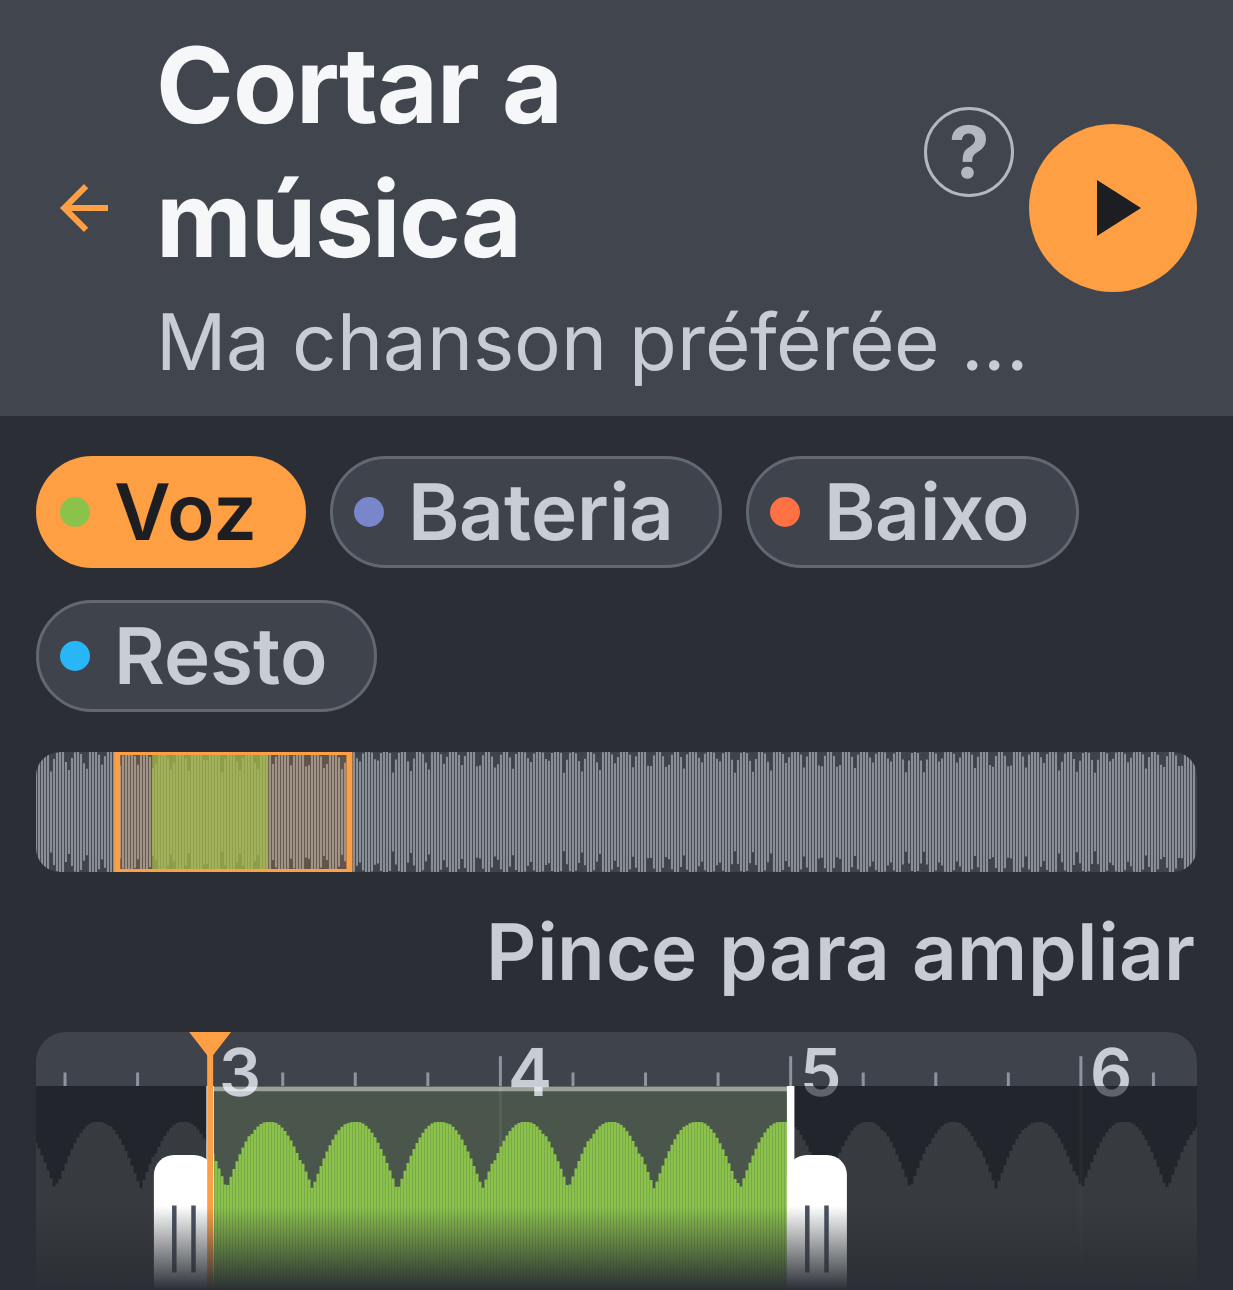 Cortar a
música
?
Ma chanson préférée ...
Voz
Bateria
Baixo
Resto
Pince para ampliar
3 4 5 6